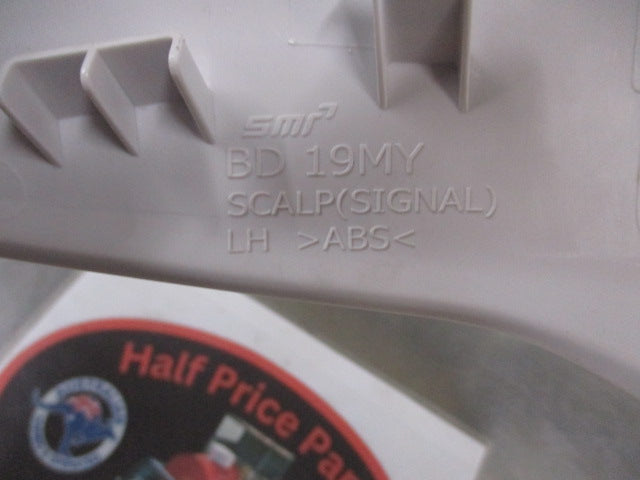 smr
BD 19MY
SCALP(SIGNAL)
LH >ABS<
Half Price Par